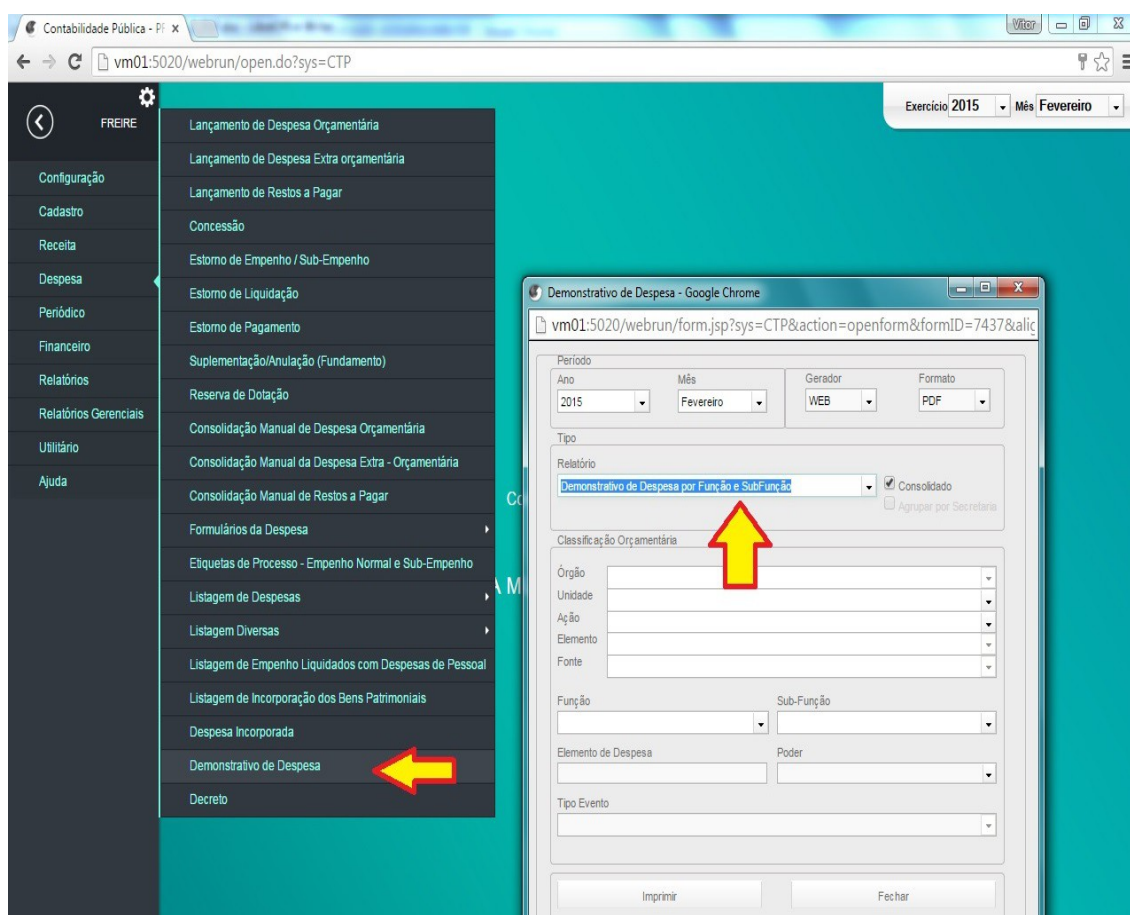 Contabilidade Pública - PF x
Vitor
vm01:5020/webrun/open.do?sys=CTP
FREIRE
Exercício 2015 Mês Fevereiro
Configuração
Cadastro
Receita
Despesa
Periódico
Financeiro
Relatórios
Relatórios Gerenciais
Utilitário
Ajuda
Lançamento de Despesa Orçamentária
Lançamento de Despesa Extra orçamentária
Lançamento de Restos a Pagar
Concessão
Estorno de Empenho / Sub-Empenho
Estorno de Liquidação
Estorno de Pagamento
Suplementação/Anulação (Fundamento)
Reserva de Dotação
Consolidação Manual de Despesa Orçamentária
Consolidação Manual da Despesa Extra - Orçamentária
Consolidação Manual de Restos a Pagar
Formulários da Despesa
Etiquetas de Processo - Empenho Normal e Sub-Empenho
Listagem de Despesas
Listagem Diversas
Listagem de Empenho Liquidados com Despesas de Pessoal
Listagem de Incorporação dos Bens Patrimoniais
Despesa Incorporada
Demonstrativo de Despesa
Decreto
Co
A M
Demonstrativo de Despesa - Google Chrome
vm01:5020/webrun/form.jsp?sys=CTP&action=openform&formID=7437&alig
Período
Ano Mês Gerador Formato
2015 Fevereiro WEB PDF
Tipo
Relatório
Demonstrativo de Despesa por Função e SubFunção Consolidado
Agrupar por Secretaria
Classificação Orçamentária
Órgão
Unidade
Ação
Elemento
Fonte
Função Sub-Função
Elemento de Despesa Poder
Tipo Evento
Imprimir Fechar